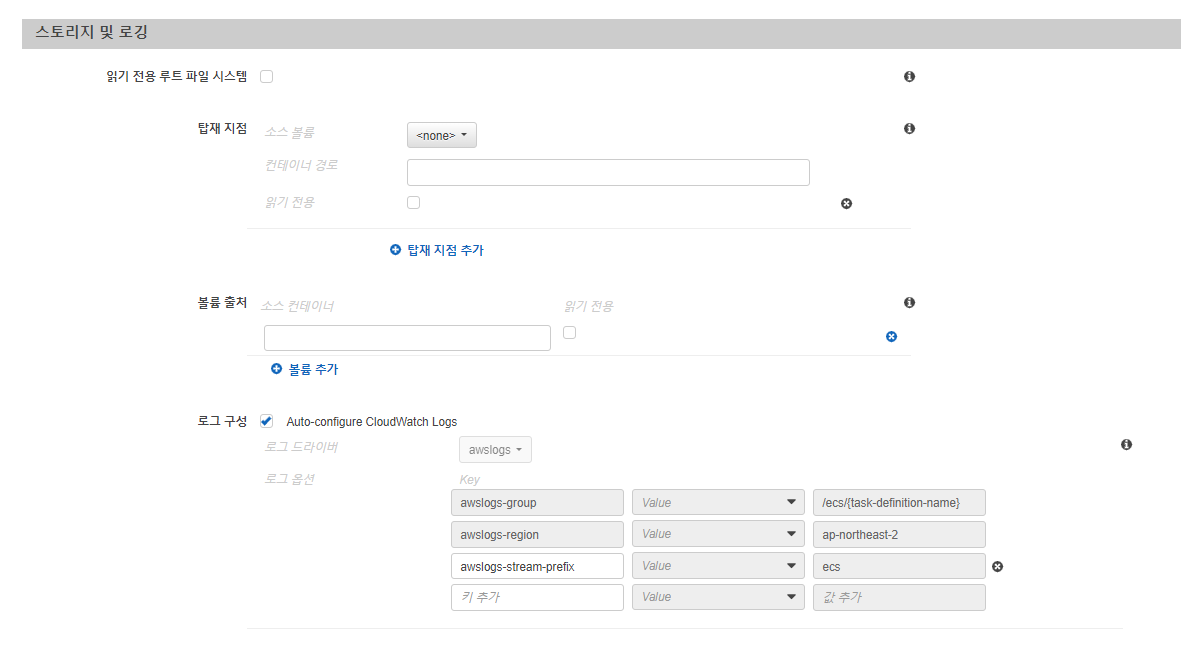 스토리지 및 로깅
읽기 전용 루트 파일 시스템
탑재 지점 소스 볼륨 <none>
컨테이너 경로
읽기 전용
탑재 지점 추가
볼륨 출처 소스 컨테이너 읽기 전용
볼륨 추가
로그 구성 Auto-configure CloudWatch Logs
로그 드라이버 awslogs
로그 옵션 Key
awslogs-group Value /ecs/{task-definition-name}
awslogs-region Value ap-northeast-2
awslogs-stream-prefix Value ecs
키 추가 Value 값 추가